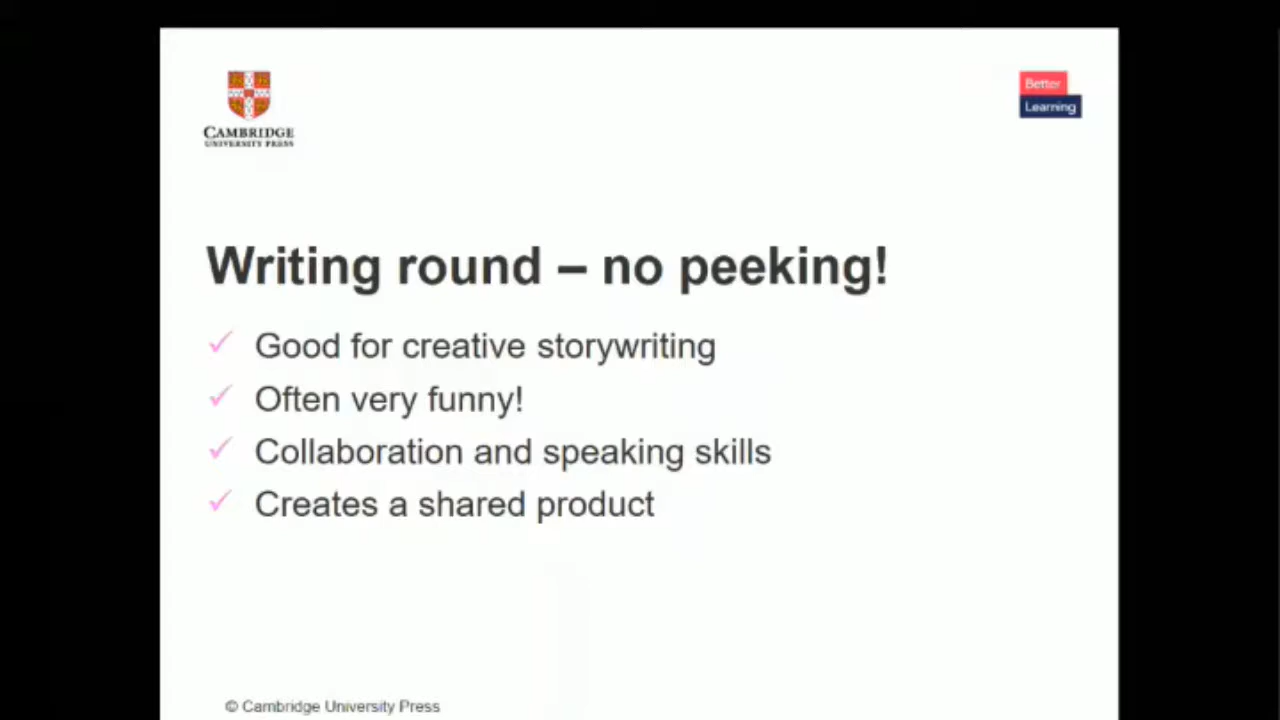 CAMBRIDGE
UNIVERSITY PRESS
Better
Learning
Writing round – no peeking!
✓ Good for creative storywriting
✓ Often very funny!
✓ Collaboration and speaking skills
✓ Creates a shared product
© Cambridge University Press